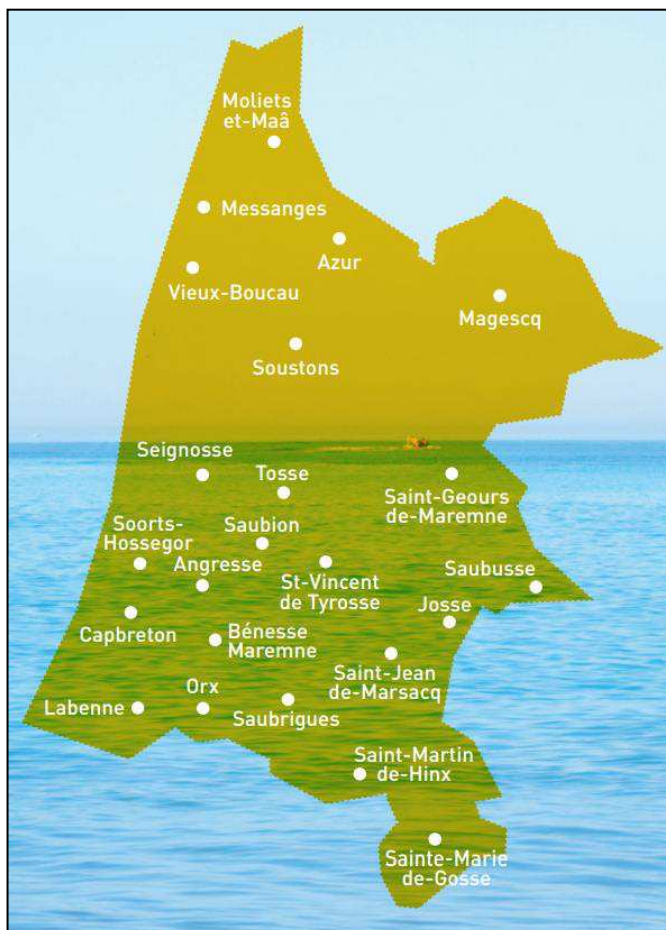 Moliets
et-Maâ
Messanges
Azur
Vieux-Boucau
Magescq
Soustons
Seignosse
Tosse
Saint-Geours
de-Maremne
Soorts-
Hossegor
Saubion
Angresse
St-Vincent
de Tyrosse
Saubusse
Josse
Capbreton
Bénesse
Maremne
Saint-Jean
de-Marsacq
Labenne
Orx
Saubrigues
Saint-Martin
de-Hinx
Sainte-Marie
de-Gosse